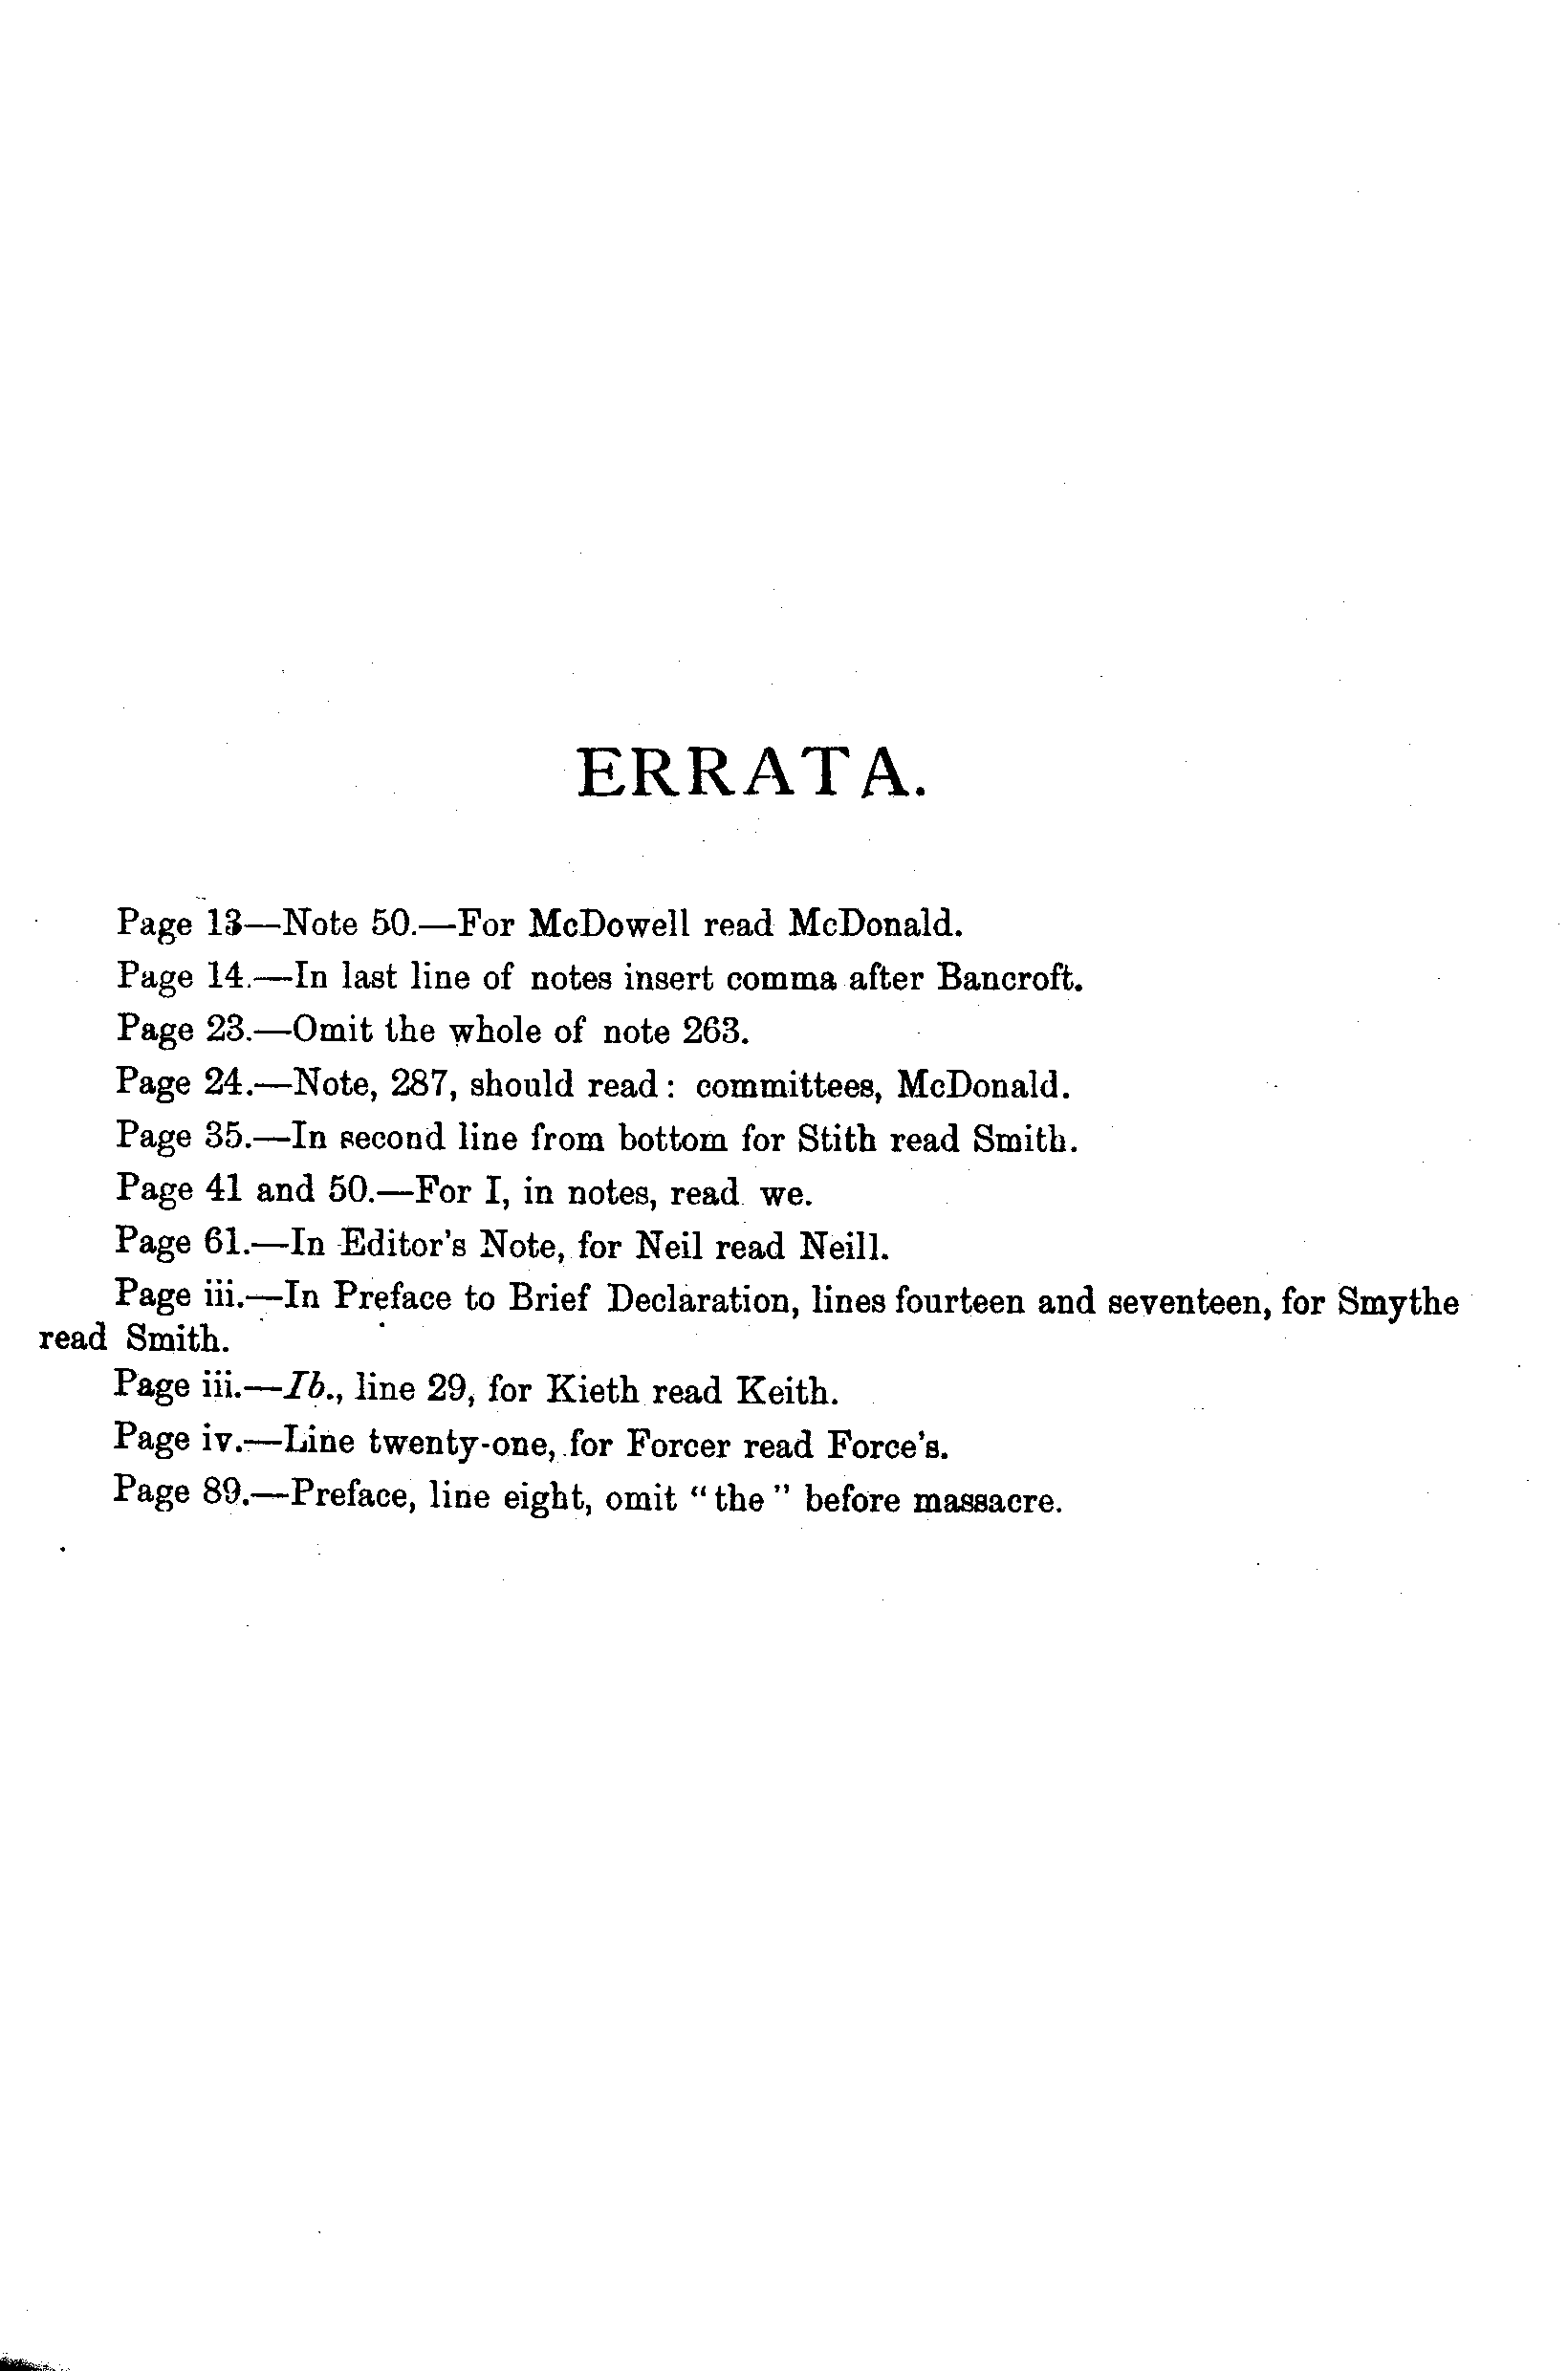 ERRATA.
Page 13—Note 50.—For McDowell read McDonald.
Page 14.—In last line of notes insert comma after Bancroft.
Page 23.—Omit the whole of note 263.
Page 24.—Note, 287, should read: committees, McDonald.
Page 35.—In second line from bottom for Stith read Smith.
Page 41 and 50.—For I, in notes, read we.
Page 61.—In Editor's Note, for Neil read Neill.
Page iii.—In Preface to Brief Declaration, lines fourteen and seventeen, for Smythe
read Smith.
Page iii.—Ib., line 29, for Kieth read Keith.
Page iv.—Line twenty-one, for Forcer read Force's.
Page 89.—Preface, line eight, omit "the" before massacre.